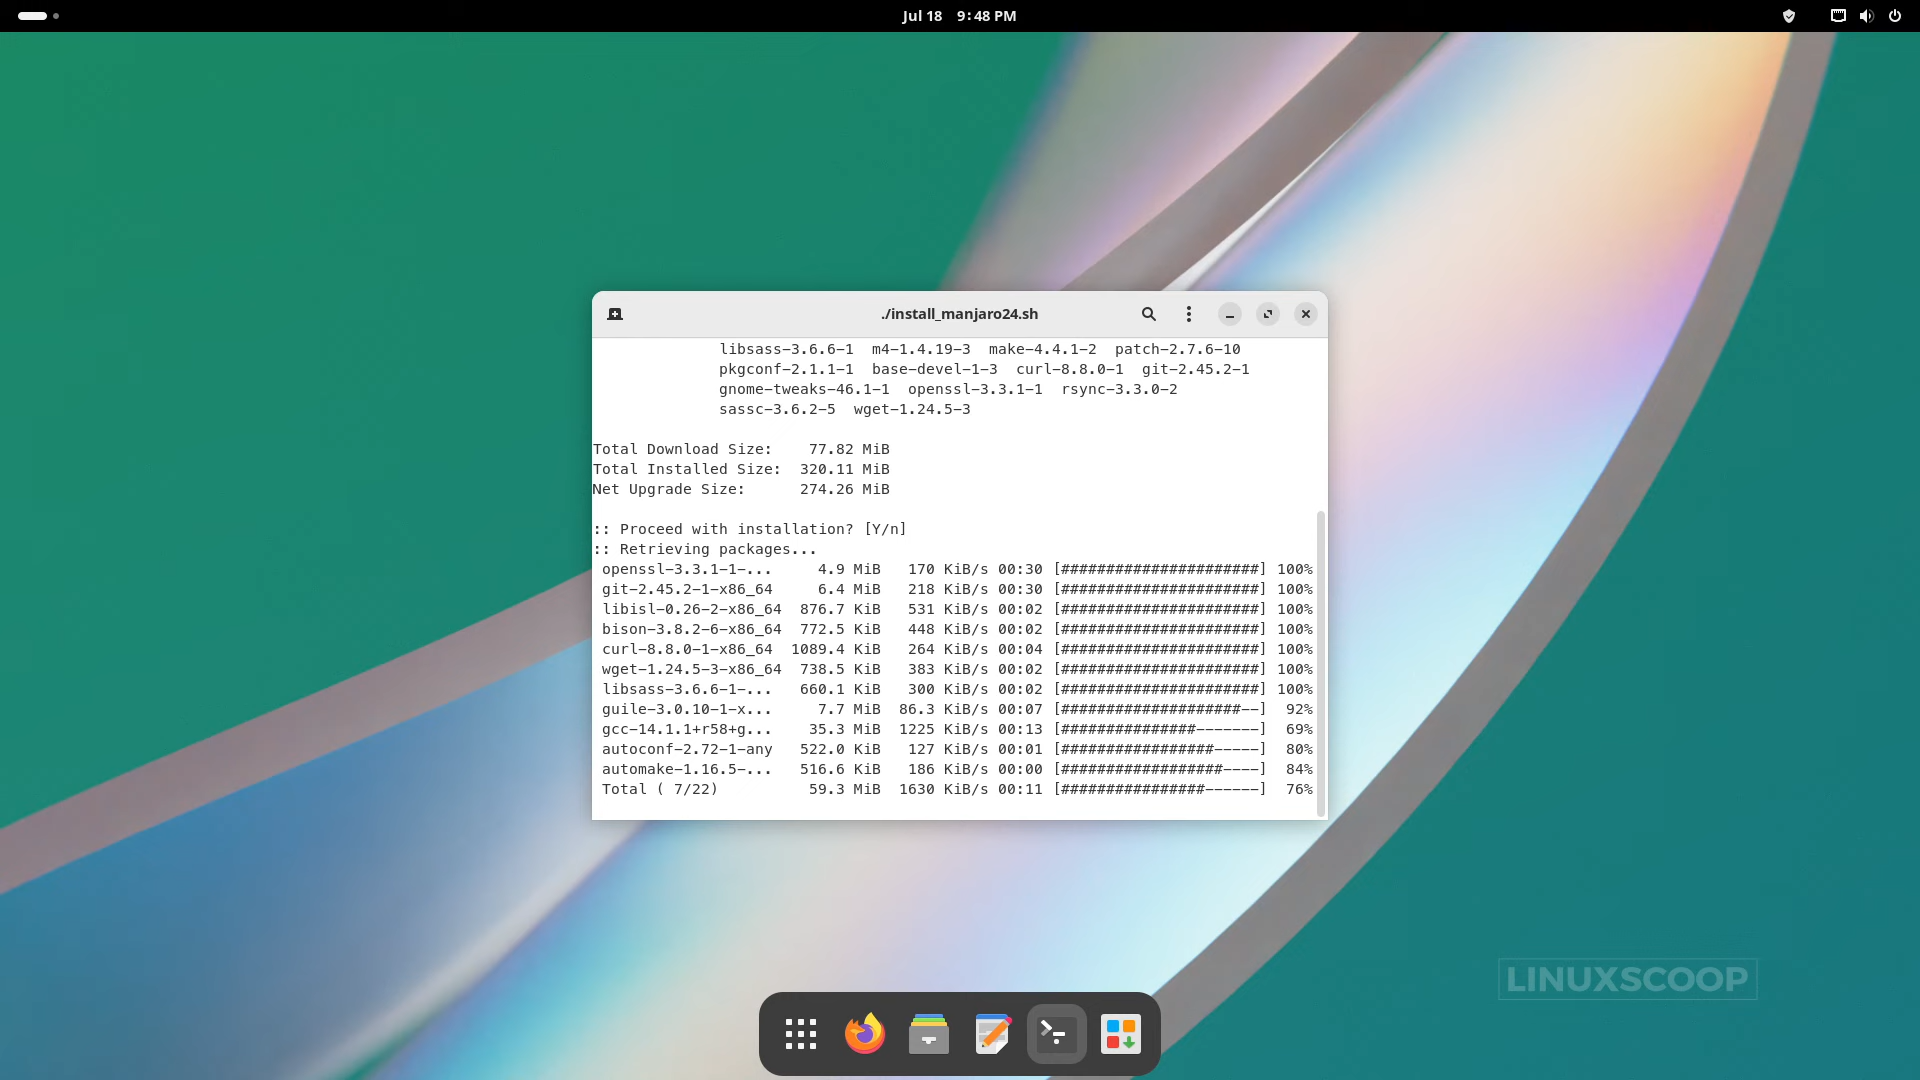 Jul 18 9:48 PM
./install_manjaro24.sh
libsass-3.6.6-1 m4-1.4.19-3 make-4.4.1-2 patch-2.7.6-10
pkgconf-2.1.1-1 base-devel-1-3 curl-8.8.0-1 git-2.45.2-1
gnome-tweaks-46.1-1 openssl-3.3.1-1 rsync-3.3.0-2
sassc-3.6.2-5 wget-1.24.5-3
Total Download Size: 77.82 MiB
Total Installed Size: 320.11 MiB
Net Upgrade Size: 274.26 MiB
:: Proceed with installation? [Y/n]
:: Retrieving packages...
openssl-3.3.1-1-... 4.9 MiB 170 KiB/s 00:30 [######################] 100%
git-2.45.2-1-x86_64 6.4 MiB 218 KiB/s 00:30 [######################] 100%
libisl-0.26-2-x86_64 876.7 KiB 531 KiB/s 00:02 [######################] 100%
bison-3.8.2-6-x86_64 772.5 KiB 448 KiB/s 00:02 [######################] 100%
curl-8.8.0-1-x86_64 1089.4 KiB 264 KiB/s 00:04 [######################] 100%
wget-1.24.5-3-x86_64 738.5 KiB 383 KiB/s 00:02 [######################] 100%
libsass-3.6.6-1-... 660.1 KiB 300 KiB/s 00:02 [######################] 100%
guile-3.0.10-1-x... 7.7 MiB 86.3 KiB/s 00:07 [####################--] 92%
gcc-14.1.1+r58+g... 35.3 MiB 1225 KiB/s 00:13 [###############-------] 69%
autoconf-2.72-1-any 522.0 KiB 127 KiB/s 00:01 [#################-----] 80%
automake-1.16.5-... 516.6 KiB 186 KiB/s 00:00 [##################----] 84%
Total ( 7/22) 59.3 MiB 1630 KiB/s 00:11 [################------] 76%
LINUXSCOOP